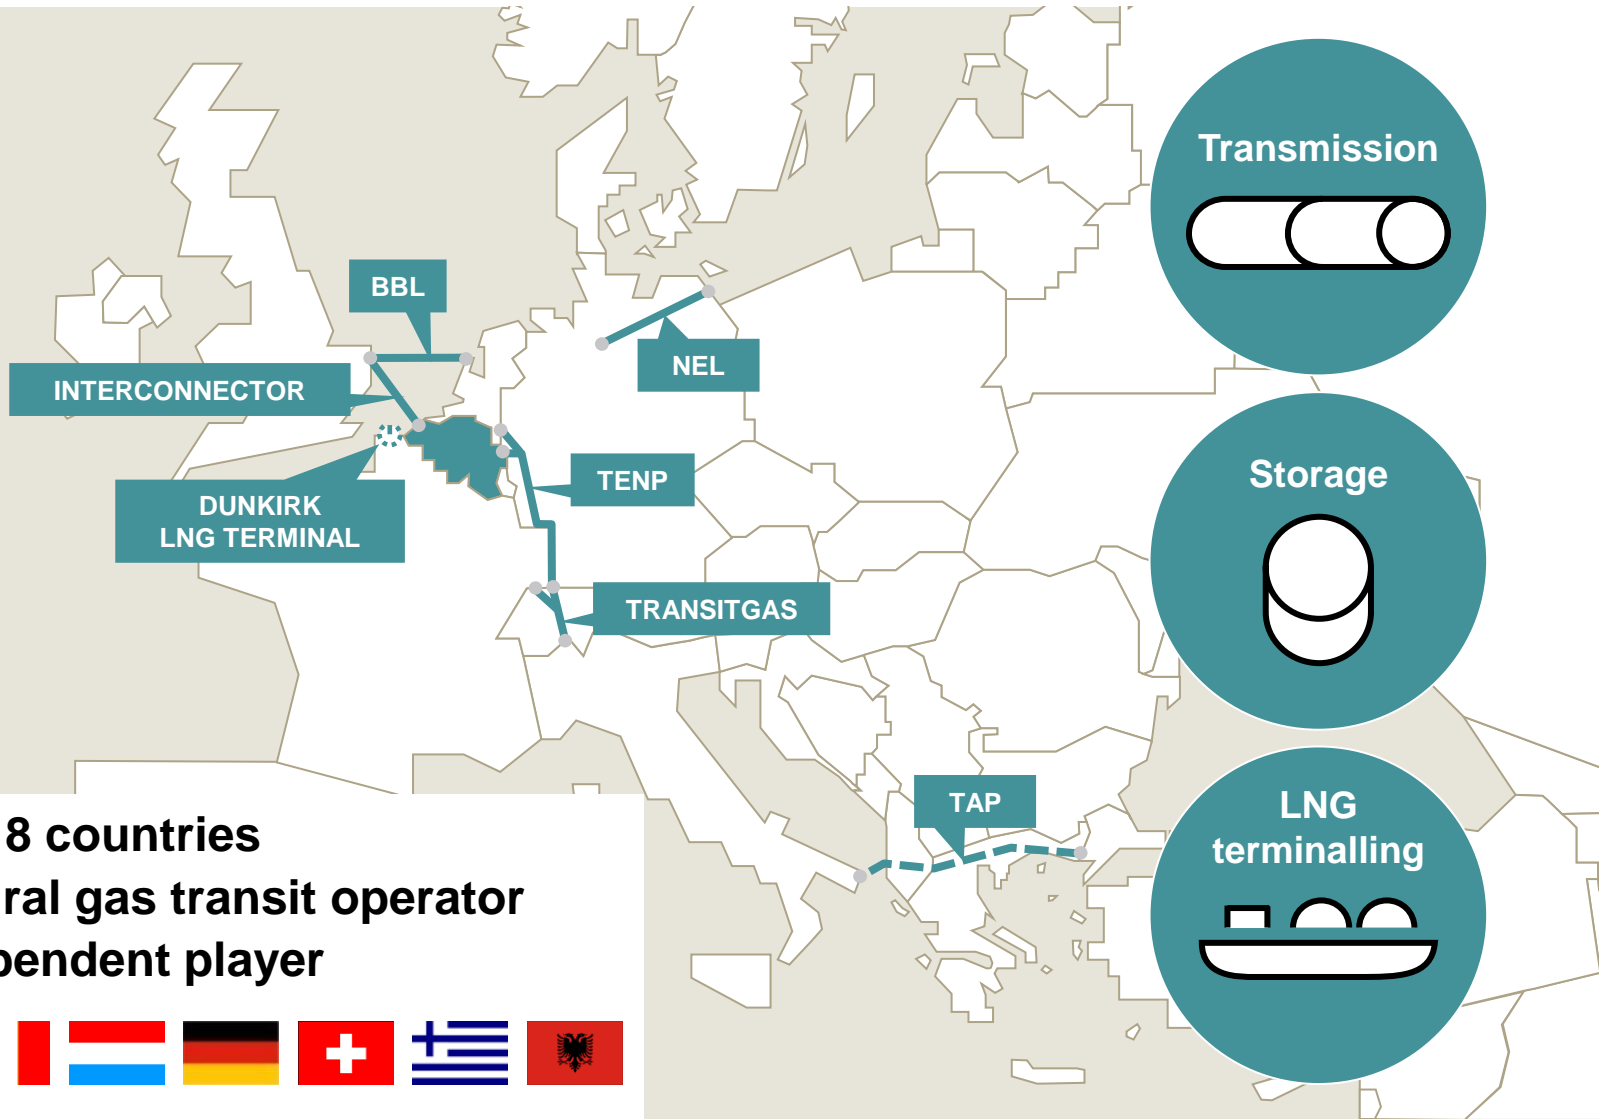 Transmission
BBL
NEL
INTERCONNECTOR
TENP
Storage
DUNKIRK
LNG TERMINAL
TRANSITGAS
TAP
LNG
terminalling
8 countries
ral gas transit operator
pendent player